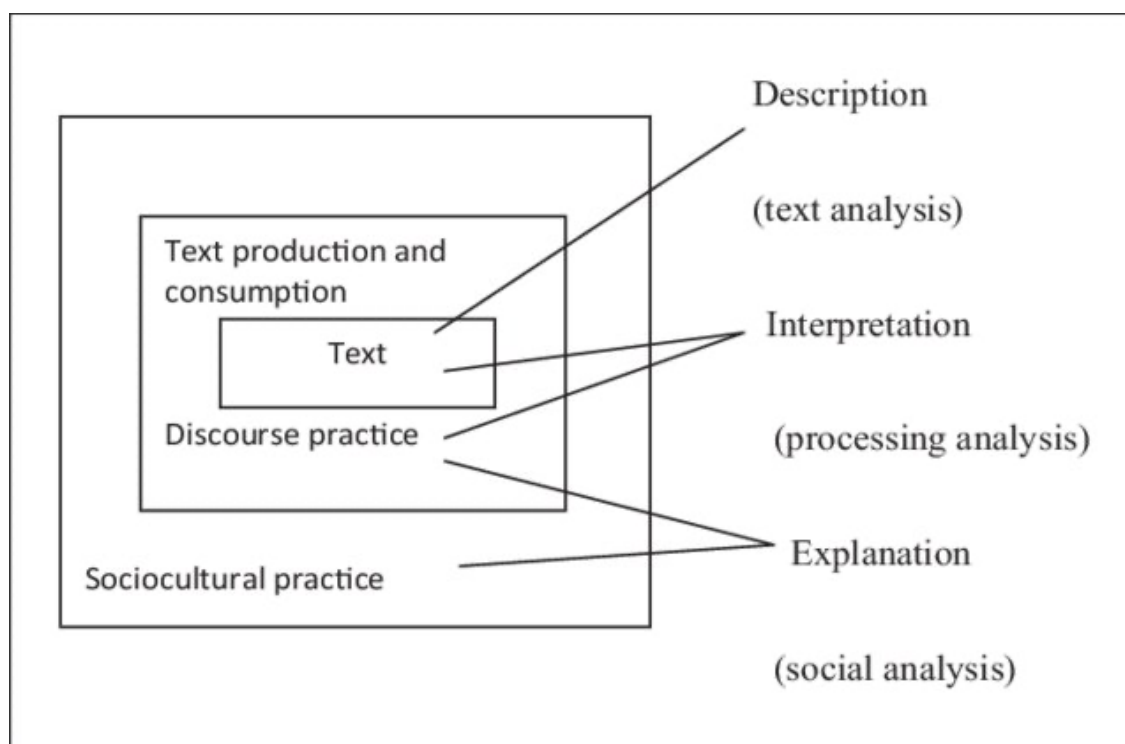 Description
(text analysis)
Text production and
consumption
Text
Interpretation
Discourse practice
(processing analysis)
Explanation
Sociocultural practice
(social analysis)